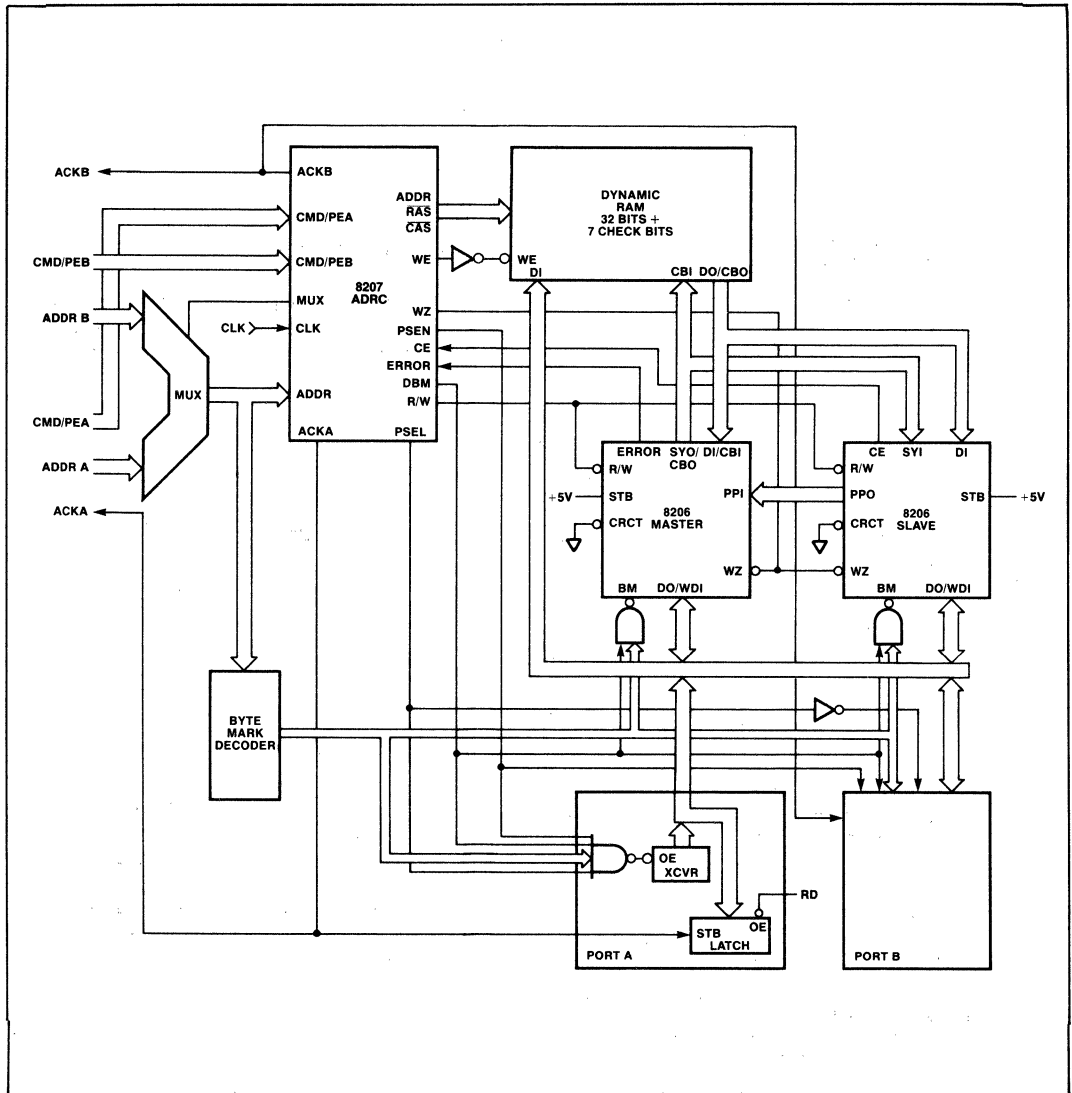 ACKB
CMD/PEB
ADDR B
CMD/PEA
ADDR A
ACKA
MUX
CLK
ACKB
CMD/PEA
CMD/PEB
MUX
CLK
ADDR
ACKA
8207
ADRC
ADDR
RAS
CAS
WE
WZ
PSEN
CE
ERROR
DBM
R/W
PSEL
DYNAMIC
RAM
32 BITS +
7 CHECK BITS
WE
DI
CBI
DO/CBO
ERROR
SYO/
CBO
DI/CBI
R/W
+5V
STB
PPI
CRCT
8206
MASTER
WZ
BM
DO/WDI
CE
SYI
DI
R/W
PPO
STB
+5V
CRCT
8206
SLAVE
WZ
BM
DO/WDI
BYTE
MARK
DECODER
OE
XCVR
RD
STB
OE
LATCH
PORT A
PORT B